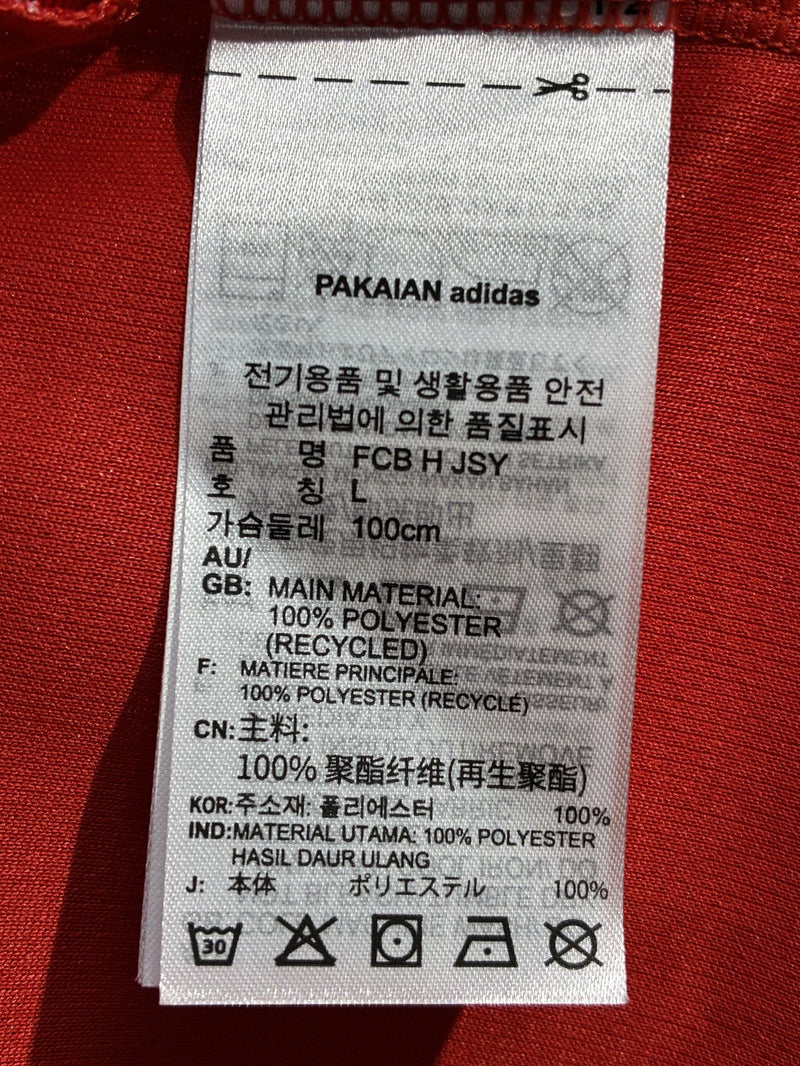 PAKAIAN adidas
전기용품 및 생활용품 안전
관리법에 의한 품질표시
품 명 FCB H JSY
호 칭 L
가슴둘레 100cm
AU/
GB: MAIN MATERIAL:
100% POLYESTER
(RECYCLED)
F: MATIERE PRINCIPALE:
100% POLYESTER (RECYCLÉ)
CN:主料:
100% 聚酯纤维(再生聚酯)
KOR:주소재: 폴리에스터 100%
IND:MATERIAL UTAMA: 100% POLYESTER
HASIL DAUR ULANG
J: 本体 ポリエステル 100%
30